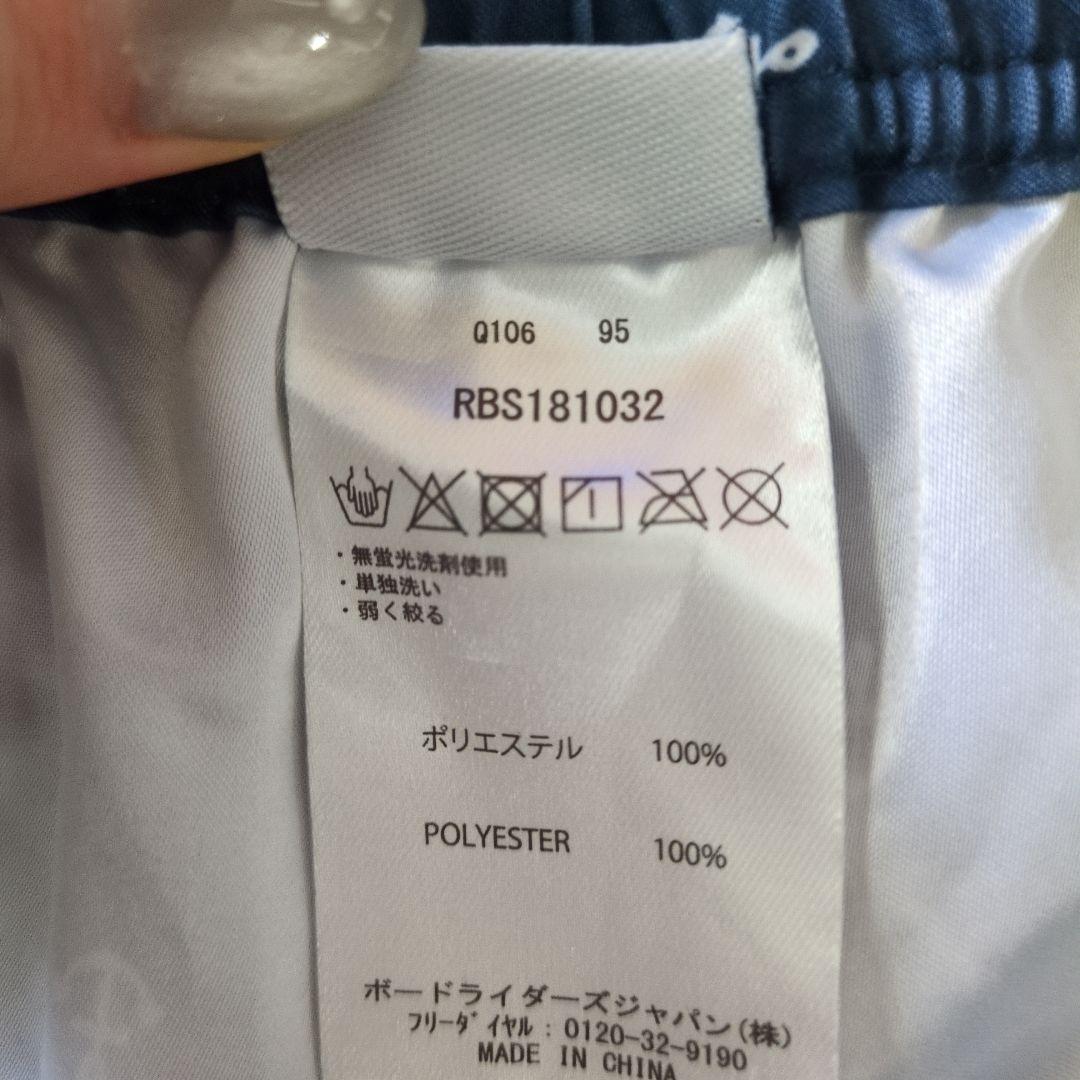 Q106 95
RBS181032
・無蛍光洗剤使用
・単独洗い
・弱く絞る
ポリエステル 100%
POLYESTER 100%
ボードライダーズジャパン(株)
フリーダイヤル：0120-32-9190
MADE IN CHINA